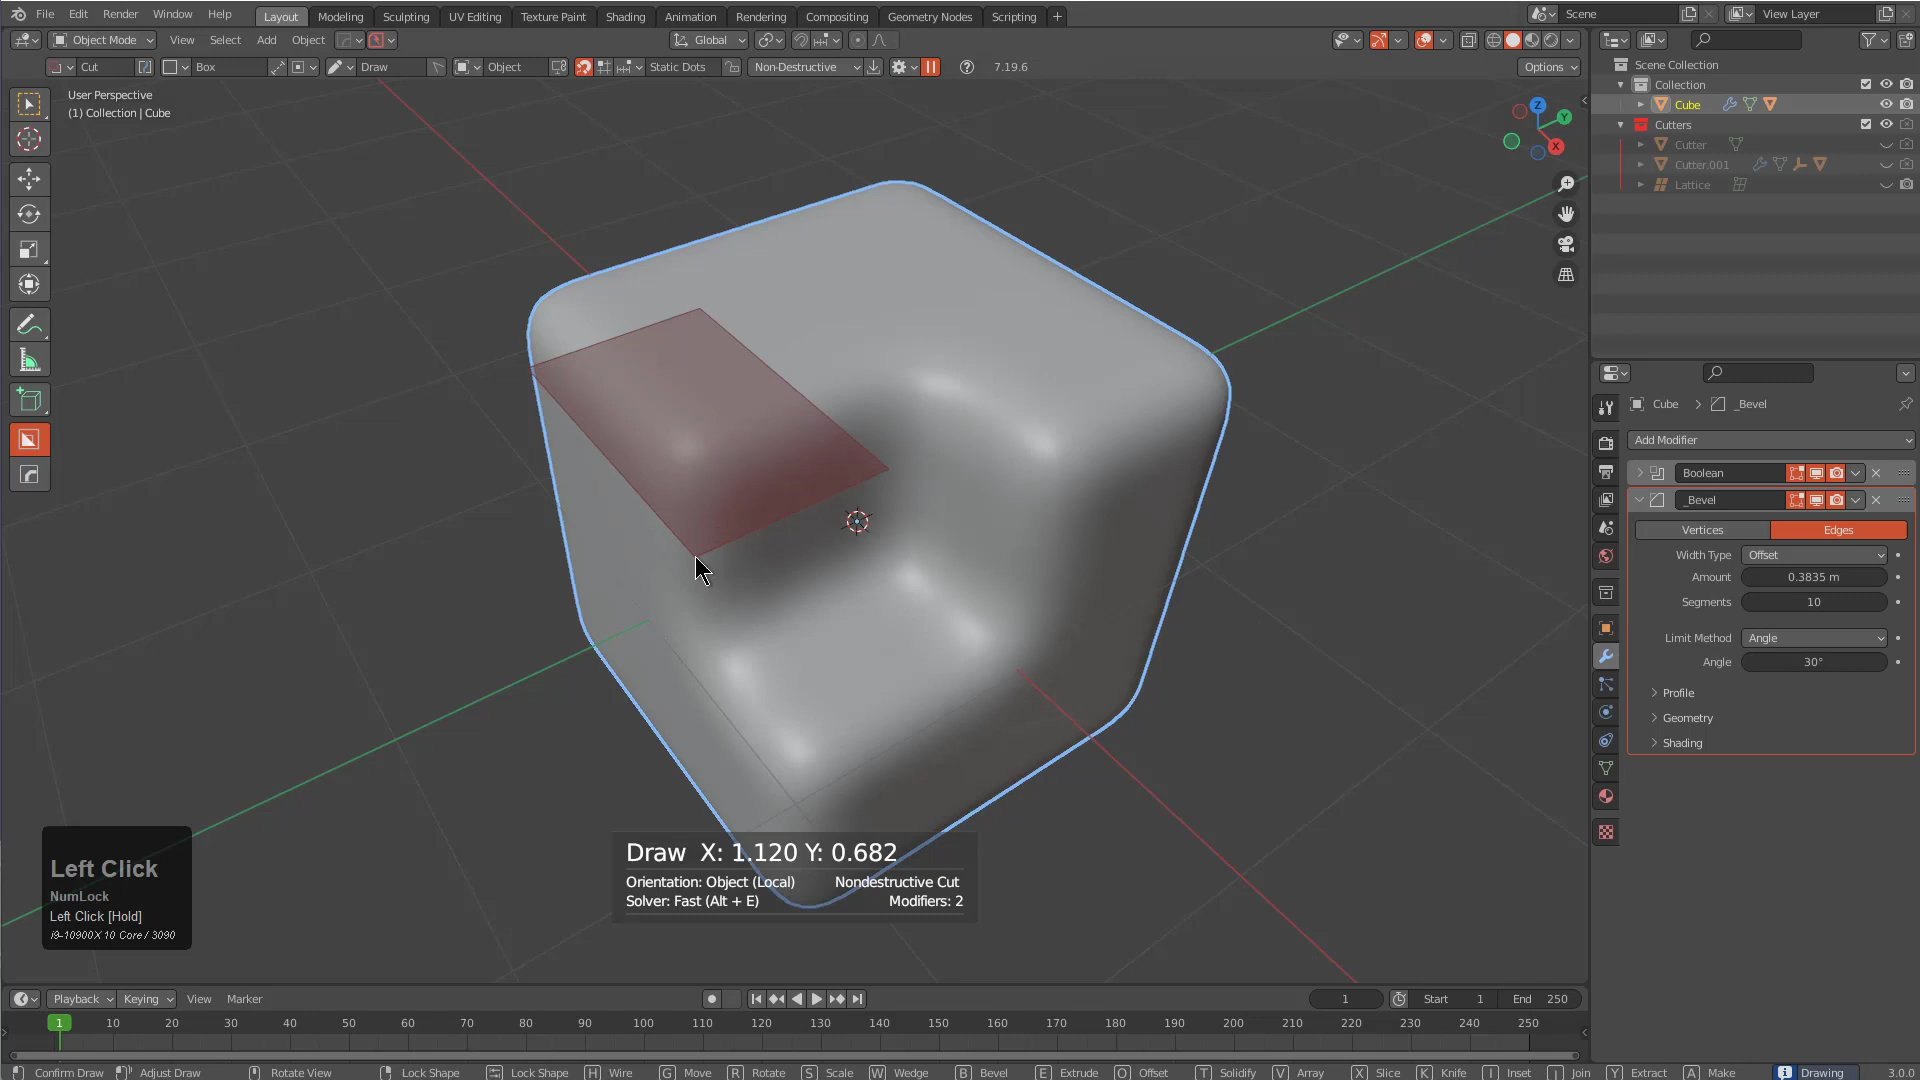 File Edit Render Window Help
Layout Modeling Sculpting UV Editing Texture Paint Shading Animation Rendering Compositing Geometry Nodes Scripting +
Scene
View Layer
Object Mode View Select Add Object
Global
Cut Box Draw Object Static Dots Non-Destructive 7.19.6
Options
User Perspective
(1) Collection | Cube
Z
Y
X
Scene Collection
Collection
Cube
Cutters
Cutter
Cutter.001
Lattice
Cube > _Bevel
Add Modifier
Boolean
_Bevel
Vertices Edges
Width Type Offset
Amount 0.3835 m
Segments 10
Limit Method Angle
Angle 30°
Profile
Geometry
Shading
Left Click
NumLock
Left Click [Hold]
i9-10900X 10 Core / 3090
Draw X: 1.120 Y: 0.682
Orientation: Object (Local) Nondestructive Cut
Solver: Fast (Alt + E) Modifiers: 2
Playback Keying View Marker
1 Start 1 End 250
1 10 20 30 40 50 60 70 80 90 100 110 120 130 140 150 160 170 180 190 200 210 220 230 240 250
Confirm Draw Adjust Draw Rotate View Lock Shape Lock Shape H Wire G Move R Rotate S Scale W Wedge B Bevel E Extrude O Offset T Solidify V Array X Slice K Knife I Inset J Join Y Extract A Make Drawing 3.0.0